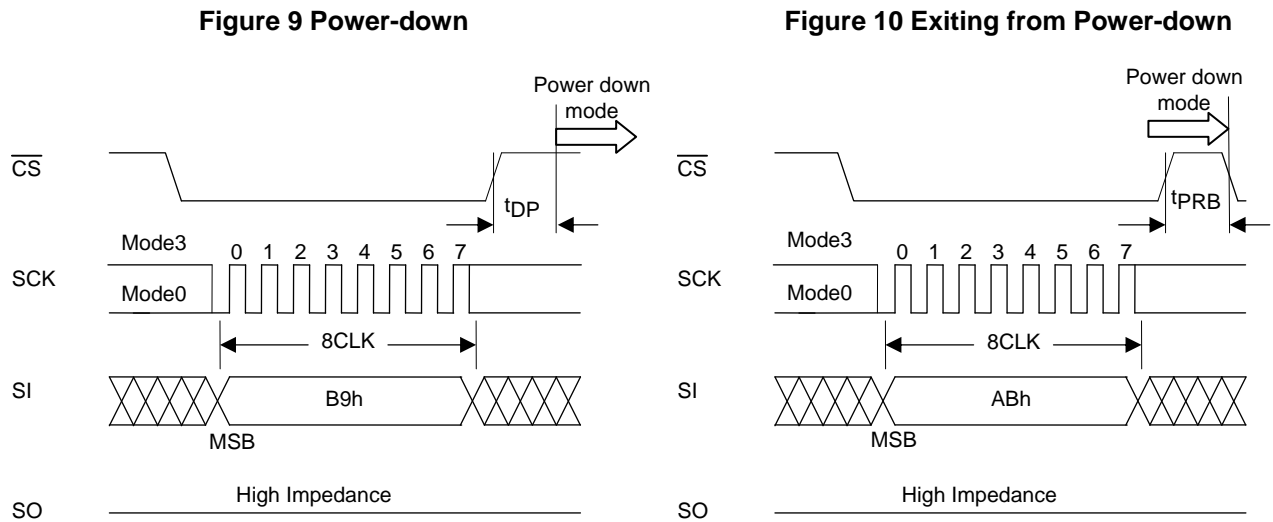 Figure 9 Power-down
Power down
mode
CS
tDP
Mode3
0 1 2 3 4 5 6 7
SCK
Mode0
8CLK
SI
B9h
MSB
High Impedance
SO
Figure 10 Exiting from Power-down
Power down
mode
CS
tPRB
Mode3
0 1 2 3 4 5 6 7
SCK
Mode0
8CLK
SI
ABh
MSB
High Impedance
SO